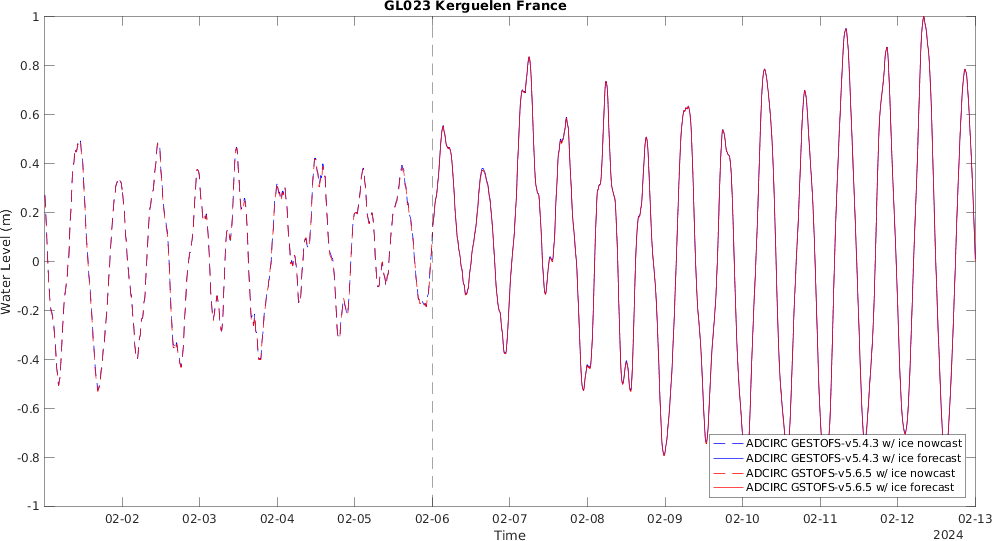 GL023 Kerguelen France
Water Level (m)
1
0.8
0.6
0.4
0.2
0
-0.2
-0.4
-0.6
-0.8
-1
ADCIRC GESTOFS-v5.4.3 w/ ice nowcast
ADCIRC GESTOFS-v5.4.3 w/ ice forecast
ADCIRC GSTOFS-v5.6.5 w/ ice nowcast
ADCIRC GSTOFS-v5.6.5 w/ ice forecast
02-02 02-03 02-04 02-05 02-06 02-07 02-08 02-09 02-10 02-11 02-12 02-13
Time
2024